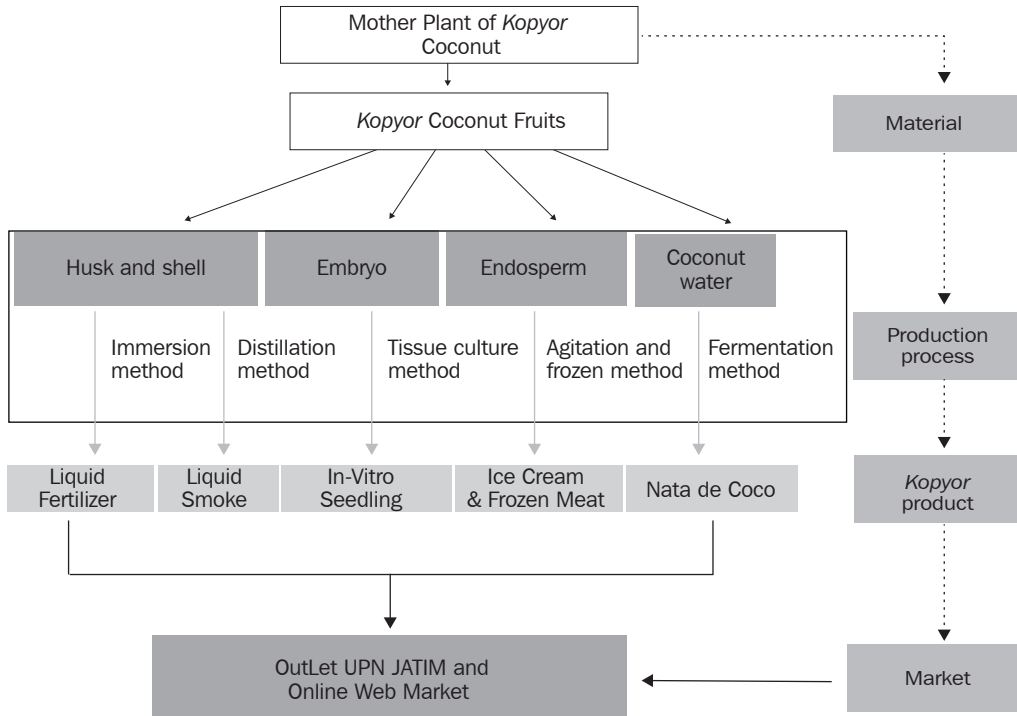 Mother Plant of Kopyor
Coconut
Kopyor Coconut Fruits
Material
Husk and shell
Embryo
Endosperm
Coconut
water
Immersion
method
Distillation
method
Tissue culture
method
Agitation and
frozen method
Fermentation
method
Production
process
Liquid
Fertilizer
Liquid
Smoke
In-Vitro
Seedling
Ice Cream
& Frozen Meat
Nata de Coco
Kopyor
product
OutLet UPN JATIM and
Online Web Market
Market